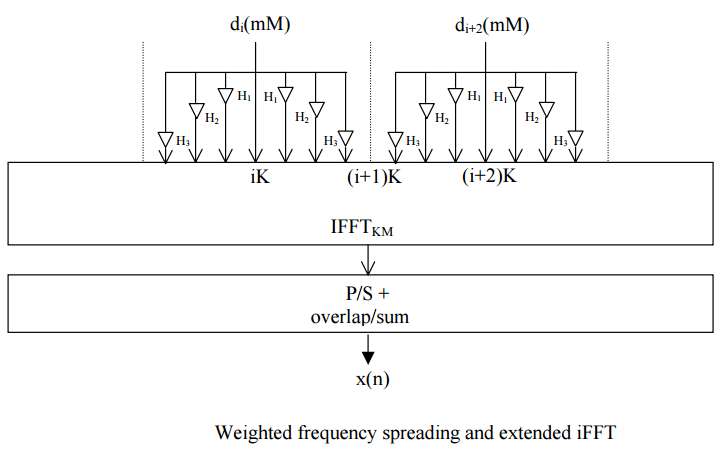 dᵢ(mM) dᵢ₊₂(mM)
H₁ H₁ H₁ H₁
H₂ H₂ H₂ H₂
H₃ H₃ H₃ H₃
iK (i+1)K (i+2)K
IFFT_KM
P/S +
overlap/sum
x(n)
Weighted frequency spreading and extended iFFT